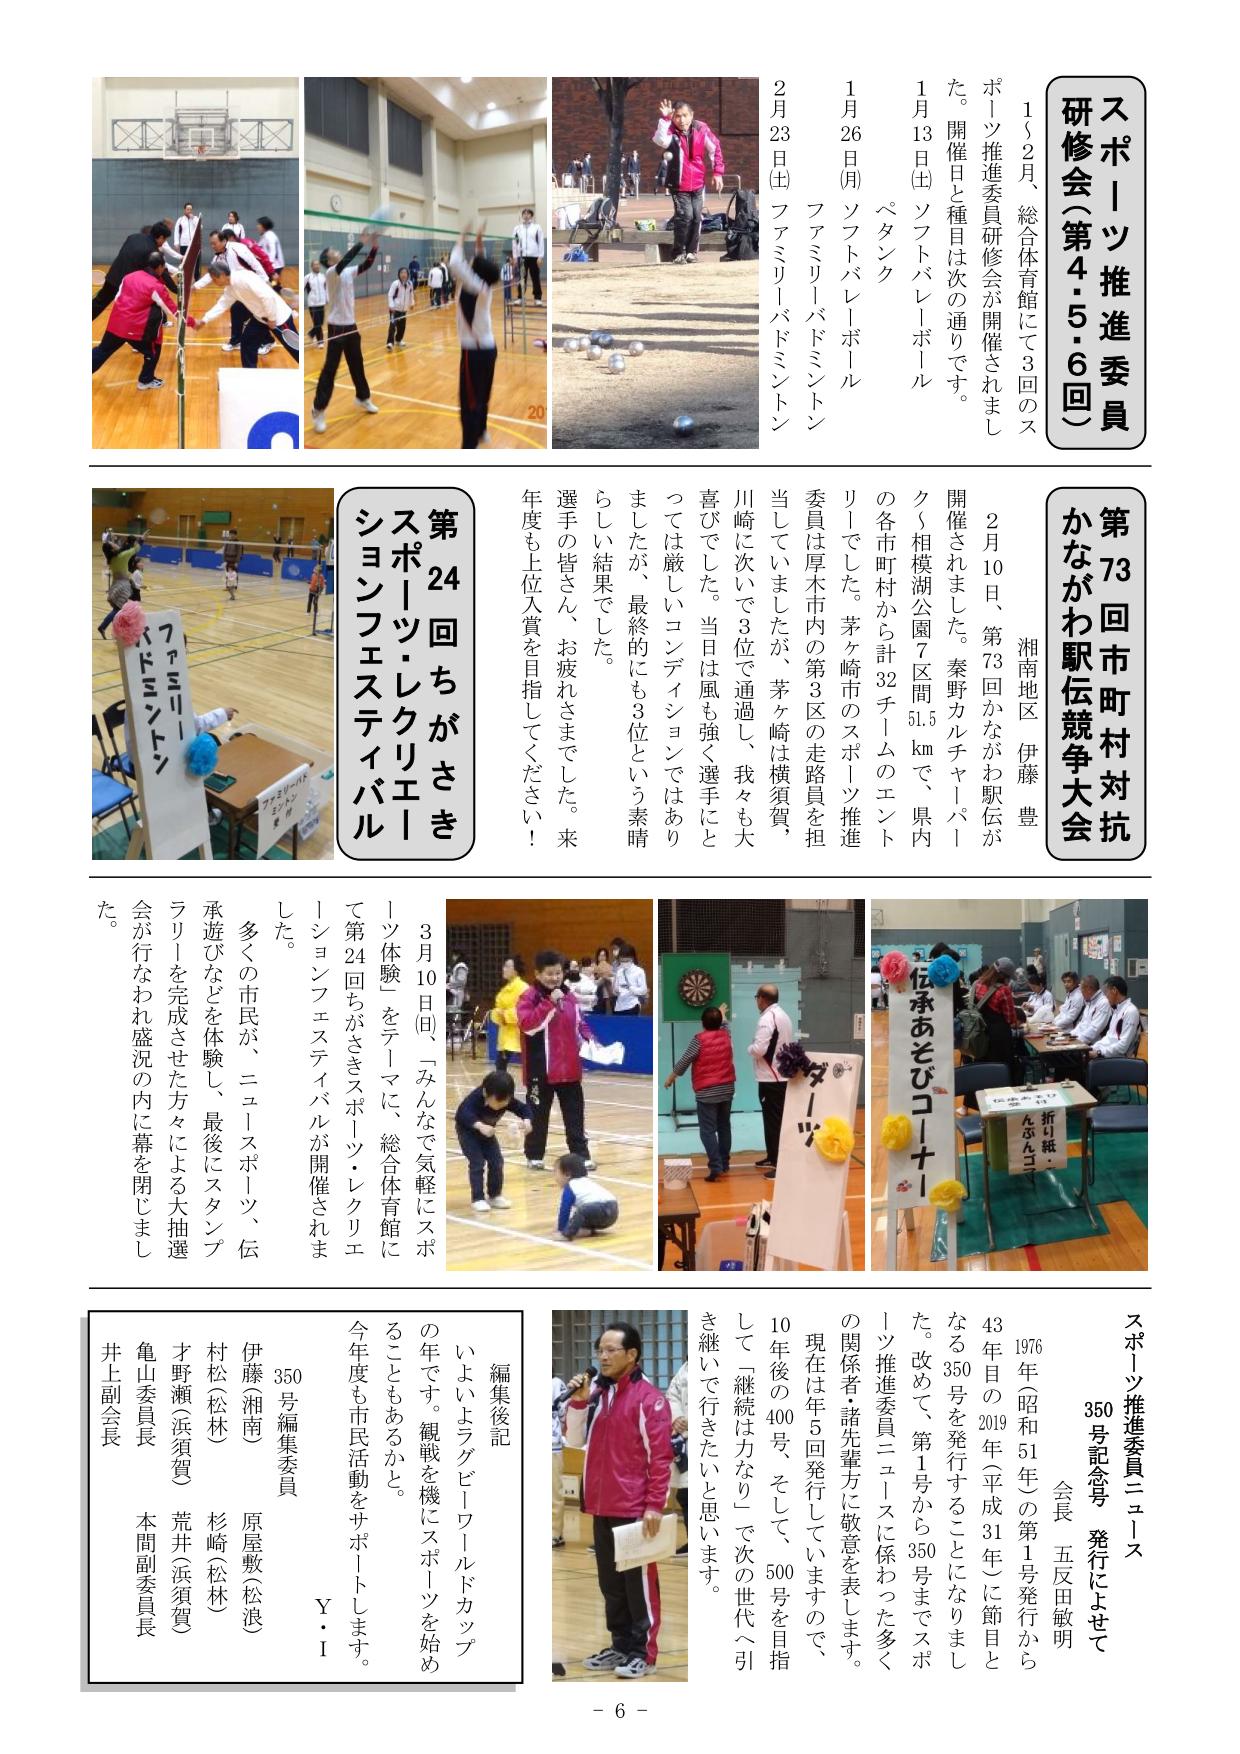 スポーツ推進委員
研修会（第４・５・６回）
１～２月、総合体育館にて３回のス
ポーツ推進委員研修会が開催されまし
た。開催日と種目は次の通りです。
１月13日㈯　ソフトバレーボール
ペタンク
１月26日㈪　ソフトバレーボール
ファミリーバドミントン
２月23日㈯　ファミリーバドミントン
20
第73回市町村対抗
かながわ駅伝競争大会
湘南地区　伊藤　豊
２月10日、第73回かながわ駅伝が
開催されました。秦野カルチャーパー
ク～相模湖公園７区間51.5kmで、県内
の各市町村から計32チームのエント
リーでした。茅ヶ崎市のスポーツ推進
委員は厚木市内の第３区の走路員を担
当していましたが、茅ヶ崎は横須賀，
川崎に次いで３位で通過し、我々も大
喜びでした。当日は風も強く選手にと
っては厳しいコンディションではあり
ましたが、最終的にも３位という素晴
らしい結果でした。
選手の皆さん、お疲れさまでした。来
年度も上位入賞を目指してください！
第24回ちがさき
スポーツ・レクリエー
ションフェスティバル
ファミリー
バドミントン
ファミリーバド
ミントン
受付
伝承あそびコーナー
伝承あそび
受付
折り紙・
ダーツ
３月10日㈰、「みんなで気軽にスポ
ーツ体験」をテーマに、総合体育館に
て第24回ちがさきスポーツ・レクリエ
ーションフェスティバルが開催されま
した。
多くの市民が、ニュースポーツ、伝
承遊びなどを体験し、最後にスタンプ
ラリーを完成させた方々による大抽選
会が行なわれ盛況の内に幕を閉じまし
た。
スポーツ推進委員ニュース
350号記念号　発行によせて
会長　五反田敏明
1976年（昭和51年）の第１号発行から
43年目の2019年（平成31年）に節目と
なる350号を発行することになりまし
た。改めて、第１号から350号までスポ
ーツ推進委員ニュースに係わった多く
の関係者・諸先輩方に敬意を表します。
現在は年５回発行していますので、
10年後の400号、そして、500号を目指
して「継続は力なり」で次の世代へ引
き継いで行きたいと思います。
編集後記
いよいよラグビーワールドカップ
の年です。観戦を機にスポーツを始め
ることもあるかと。
今年度も市民活動をサポートします。
Ｙ・Ｉ
350号編集委員
伊藤（湘南）　原屋敷（松浪）
村松（松林）　杉崎（松林）
才野瀬（浜須賀）　荒井（浜須賀）
亀山委員長　本間副委員長
井上副会長
- 6 -